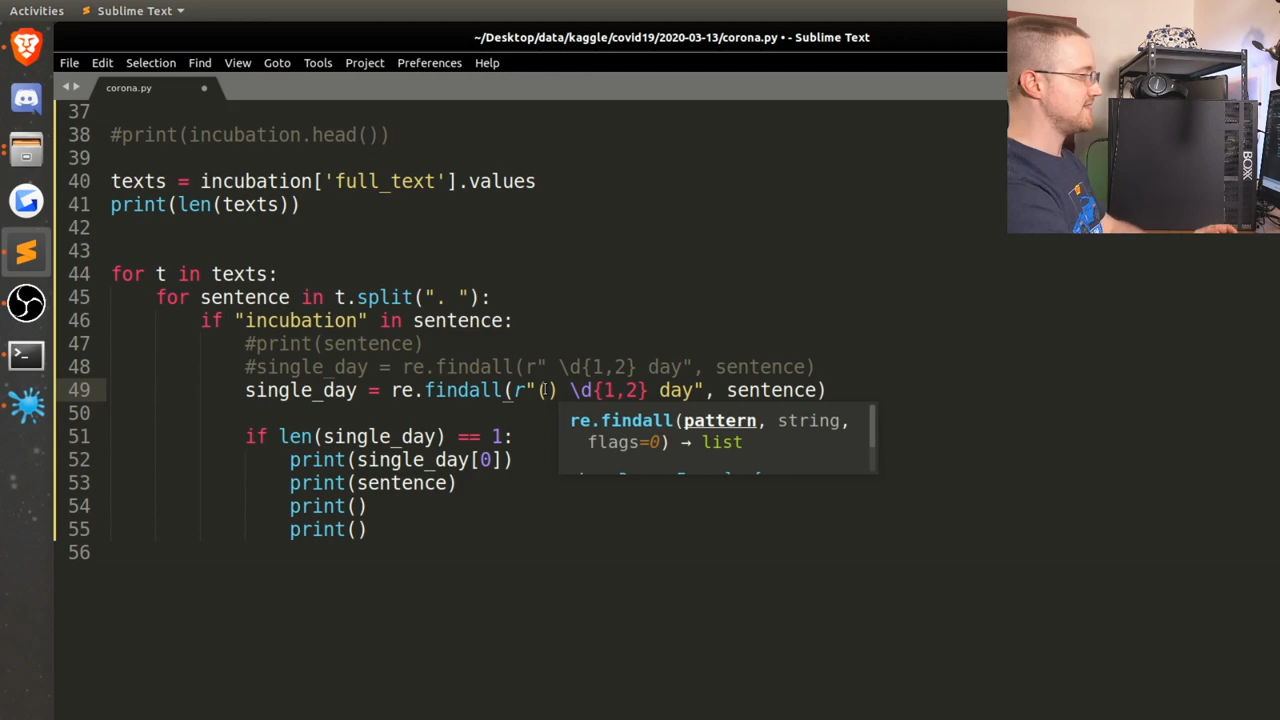 Activities
Sublime Text
~/Desktop/data/kaggle/covid19/2020-03-13/corona.py • - Sublime Text
File Edit Selection Find View Goto Tools Project Preferences Help
corona.py
37
38 #print(incubation.head())
39
40 texts = incubation['full_text'].values
41 print(len(texts))
42
43
44 for t in texts:
45 for sentence in t.split(". "):
46 if "incubation" in sentence:
47 #print(sentence)
48 #single_day = re.findall(r" \d{1,2} day", sentence)
49 single_day = re.findall(r"() \d{1,2} day", sentence)
re.findall(pattern, string,
flags=0) → list
50
51 if len(single_day) == 1:
52 print(single_day[0])
53 print(sentence)
54 print()
55 print()
56
BOXX